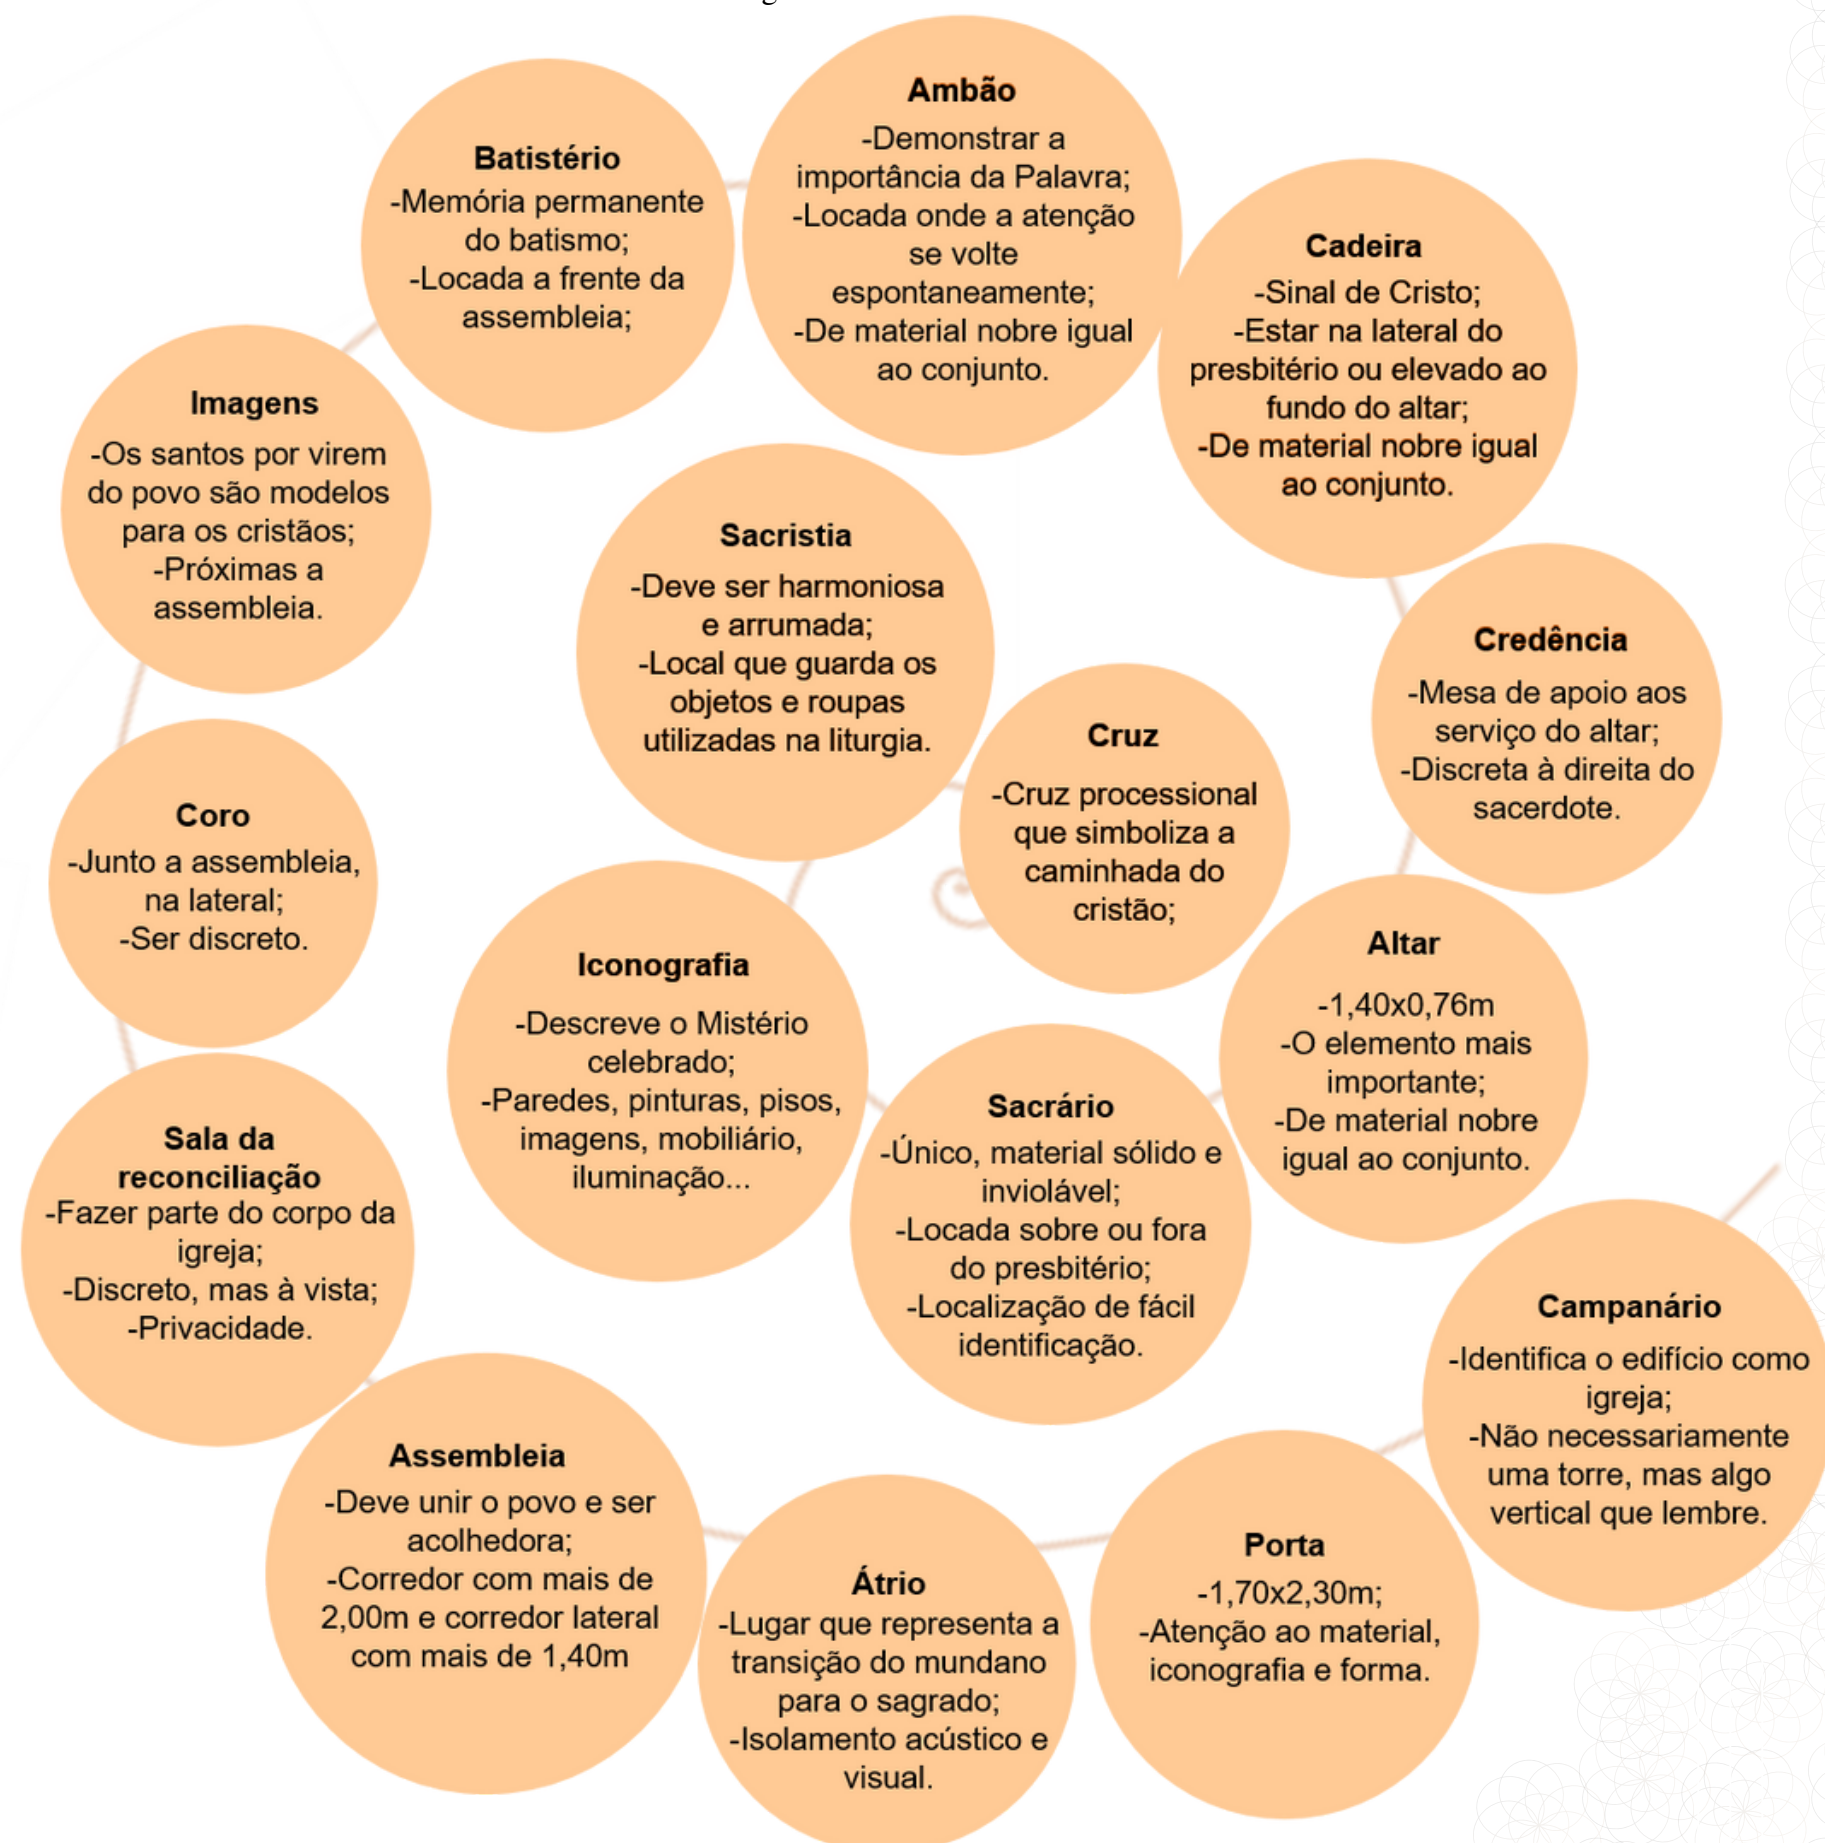 Ambão
-Demonstrar a
importância da Palavra;
-Locada onde a atenção
se volte
espontaneamente;
-De material nobre igual
ao conjunto.
Batistério
-Memória permanente
do batismo;
-Locada a frente da
assembleia;
Cadeira
-Sinal de Cristo;
-Estar na lateral do
presbitério ou elevado ao
fundo do altar;
-De material nobre igual
ao conjunto.
Imagens
-Os santos por virem
do povo são modelos
para os cristãos;
-Próximas a
assembleia.
Sacristia
-Deve ser harmoniosa
e arrumada;
-Local que guarda os
objetos e roupas
utilizadas na liturgia.
Credência
-Mesa de apoio aos
serviço do altar;
-Discreta à direita do
sacerdote.
Cruz
-Cruz processional
que simboliza a
caminhada do
cristão;
Coro
-Junto a assembleia,
na lateral;
-Ser discreto.
Iconografia
-Descreve o Mistério
celebrado;
-Paredes, pinturas, pisos,
imagens, mobiliário,
iluminação...
Altar
-1,40x0,76m
-O elemento mais
importante;
-De material nobre
igual ao conjunto.
Sacrário
-Único, material sólido e
inviolável;
-Locada sobre ou fora
do presbitério;
-Localização de fácil
identificação.
Sala da
reconciliação
-Fazer parte do corpo da
igreja;
-Discreto, mas à vista;
-Privacidade.
Campanário
-Identifica o edifício como
igreja;
-Não necessariamente
uma torre, mas algo
vertical que lembre.
Assembleia
-Deve unir o povo e ser
acolhedora;
-Corredor com mais de
2,00m e corredor lateral
com mais de 1,40m
Átrio
-Lugar que representa a
transição do mundano
para o sagrado;
-Isolamento acústico e
visual.
Porta
-1,70x2,30m;
-Atenção ao material,
iconografia e forma.